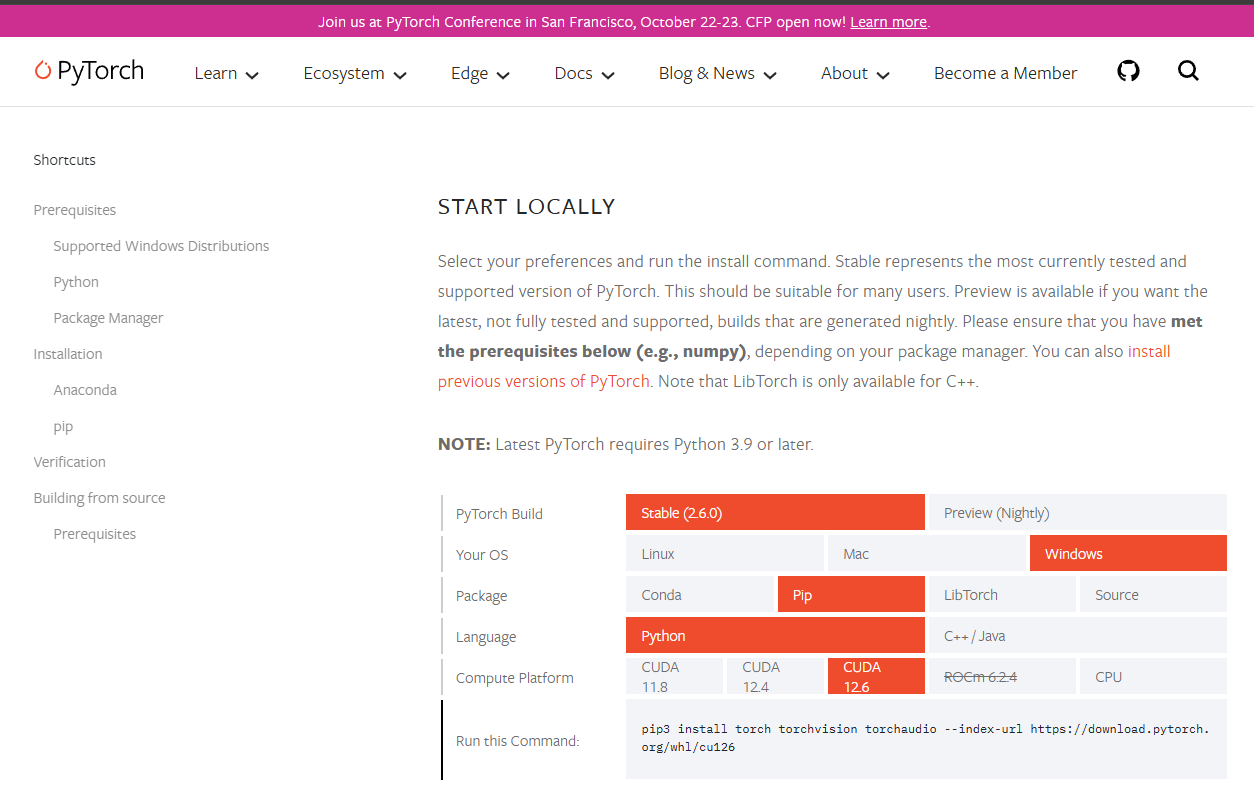 Join us at PyTorch Conference in San Francisco, October 22-23. CFP open now! Learn more.
PyTorch Learn Ecosystem Edge Docs Blog & News About Become a Member
Shortcuts
Prerequisites
Supported Windows Distributions
Python
Package Manager
Installation
Anaconda
pip
Verification
Building from source
Prerequisites
START LOCALLY
Select your preferences and run the install command. Stable represents the most currently tested and
supported version of PyTorch. This should be suitable for many users. Preview is available if you want the
latest, not fully tested and supported, builds that are generated nightly. Please ensure that you have met
the prerequisites below (e.g., numpy), depending on your package manager. You can also install
previous versions of PyTorch. Note that LibTorch is only available for C++.
NOTE: Latest PyTorch requires Python 3.9 or later.
PyTorch Build Stable (2.6.0) Preview (Nightly)
Your OS Linux Mac Windows
Package Conda Pip LibTorch Source
Language Python C++ / Java
Compute Platform CUDA 11.8 CUDA 12.4 CUDA 12.6 ROCm 6.2.4 CPU
Run this Command: pip3 install torch torchvision torchaudio --index-url https://download.pytorch.
org/whl/cu126